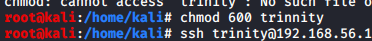 chmod: cannot access 'trinity': No such file o
root@kali:/home/kali# chmod 600 trinnity
root@kali:/home/kali# ssh trinity@192.168.56.1